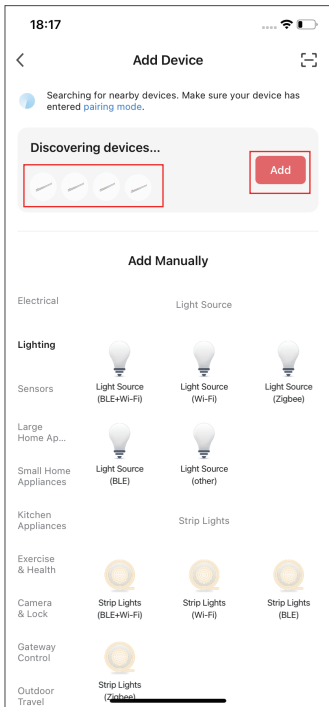 18:17
Add Device
Searching for nearby devices. Make sure your device has
entered pairing mode.
Discovering devices...
Add
Add Manually
Electrical
Light Source
Lighting
Light Source
(BLE+Wi-Fi)
Light Source
(Wi-Fi)
Light Source
(Zigbee)
Sensors
Large
Home Ap...
Light Source
(BLE)
Light Source
(other)
Small Home
Appliances
Kitchen
Appliances
Strip Lights
Exercise
& Health
Strip Lights
(BLE+Wi-Fi)
Strip Lights
(Wi-Fi)
Strip Lights
(BLE)
Camera
& Lock
Gateway
Control
Strip Lights
(Zigbee)
Outdoor
Travel